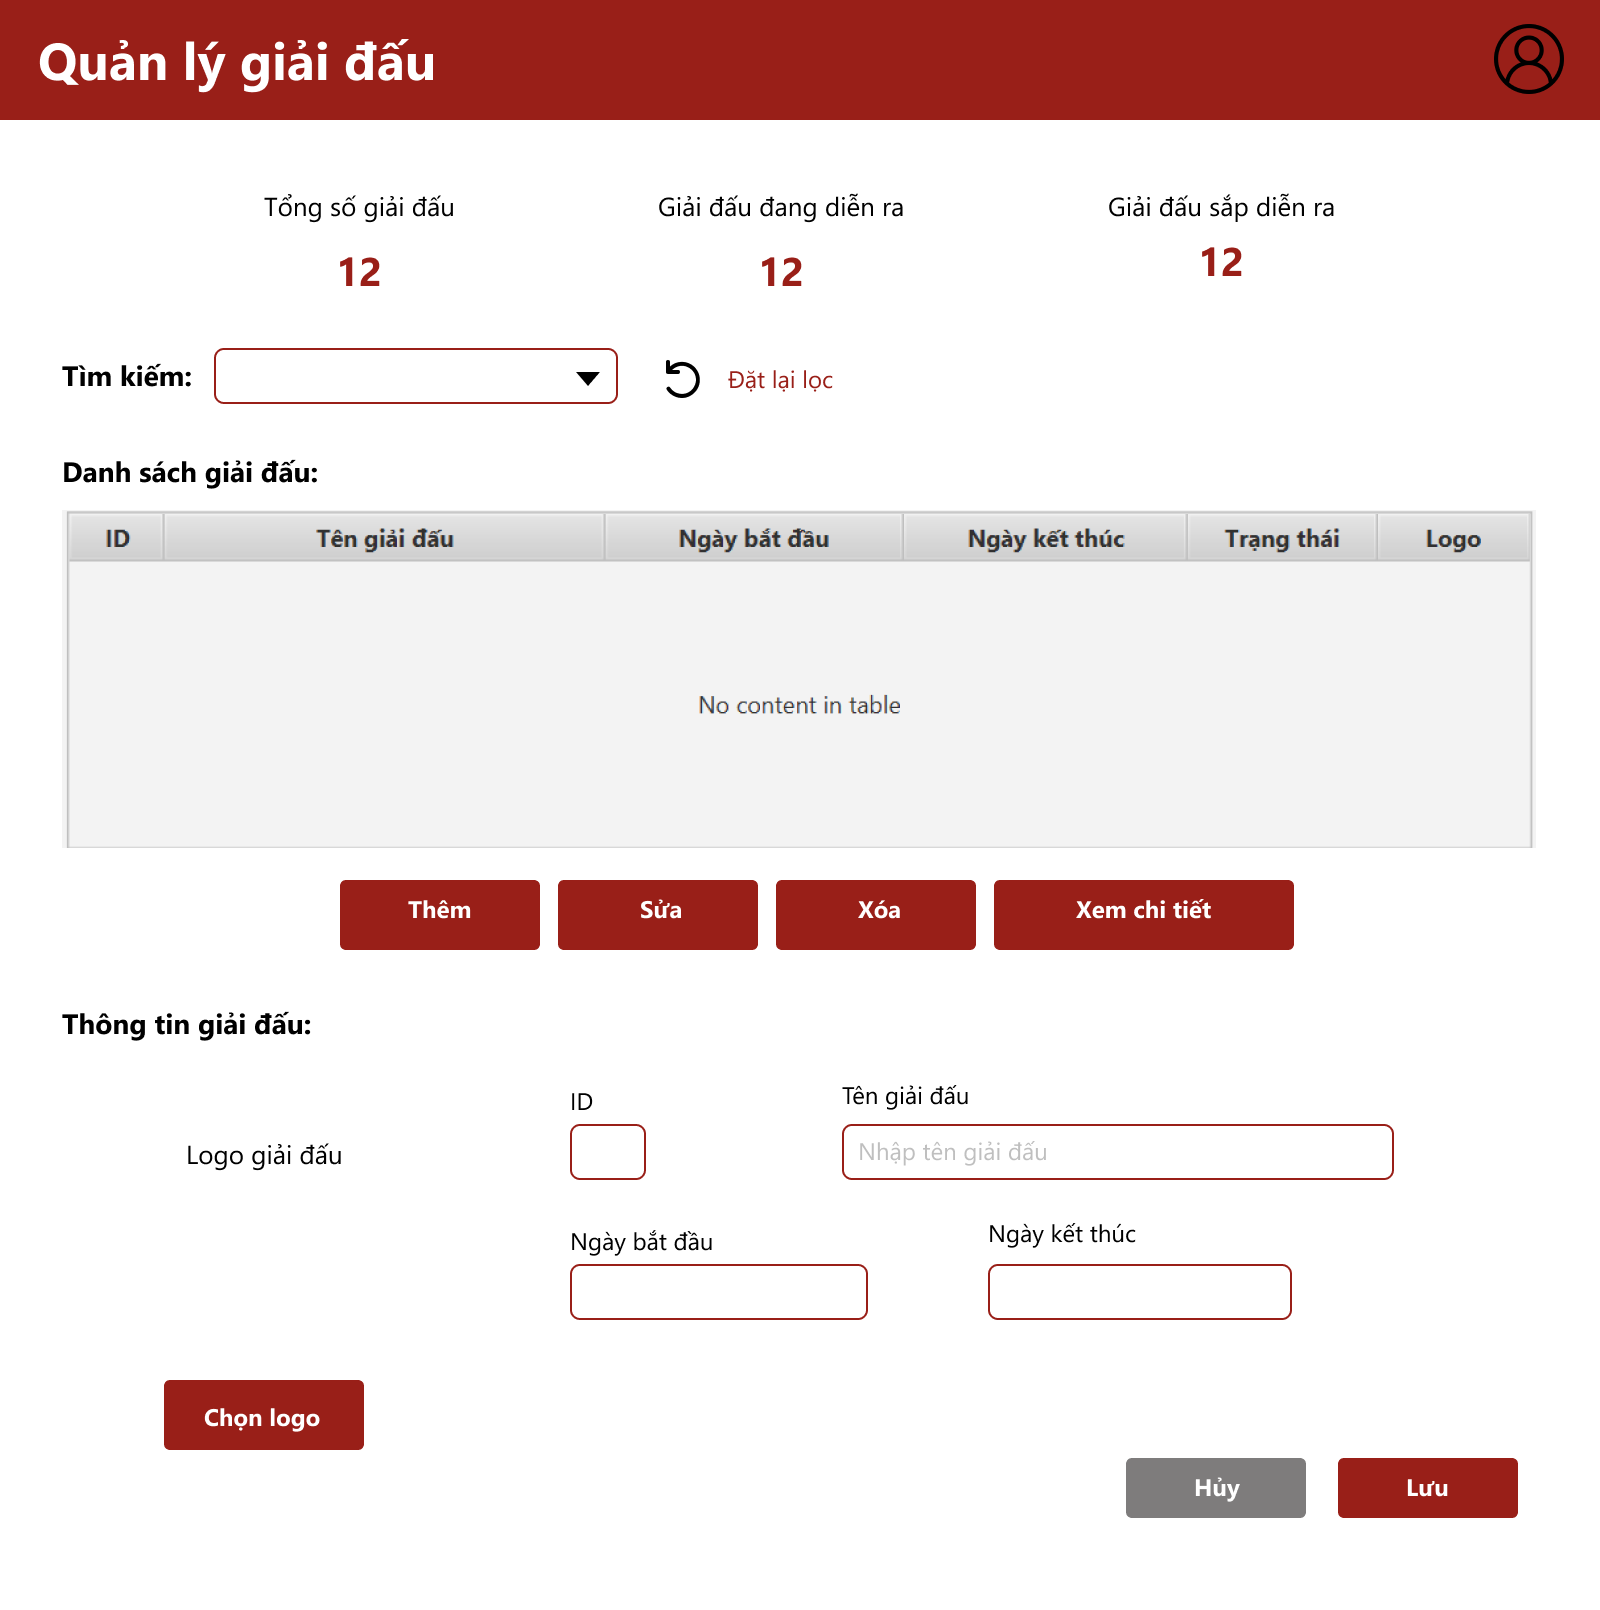 Quản lý giải đấu
Tổng số giải đấu
Giải đấu đang diễn ra
Giải đấu sắp diễn ra
12
12
12
Tìm kiếm:
Đặt lại lọc
Danh sách giải đấu:
ID
Tên giải đấu
Ngày bắt đầu
Ngày kết thúc
Trạng thái
Logo
No content in table
Thêm
Sửa
Xóa
Xem chi tiết
Thông tin giải đấu:
ID
Tên giải đấu
Logo giải đấu
Nhập tên giải đấu
Ngày bắt đầu
Ngày kết thúc
Chọn logo
Hủy
Lưu